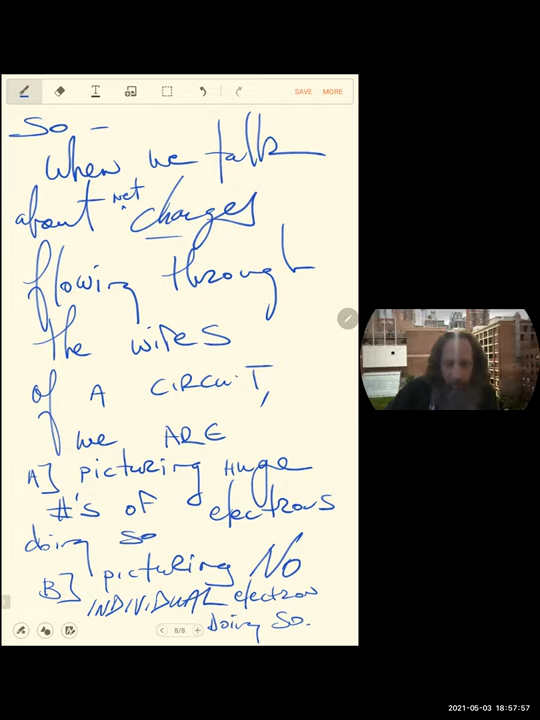 T
SAVE MORE
So –
When we talk
about net charges
flowing through
the wires
of A CIRCUIT,
we ARE
A] picturing Huge
#'s of electrons
doing so
B] picturing No
INDIVIDUAL electron
Doing So.
8/8
2021-05-03 18:57:57